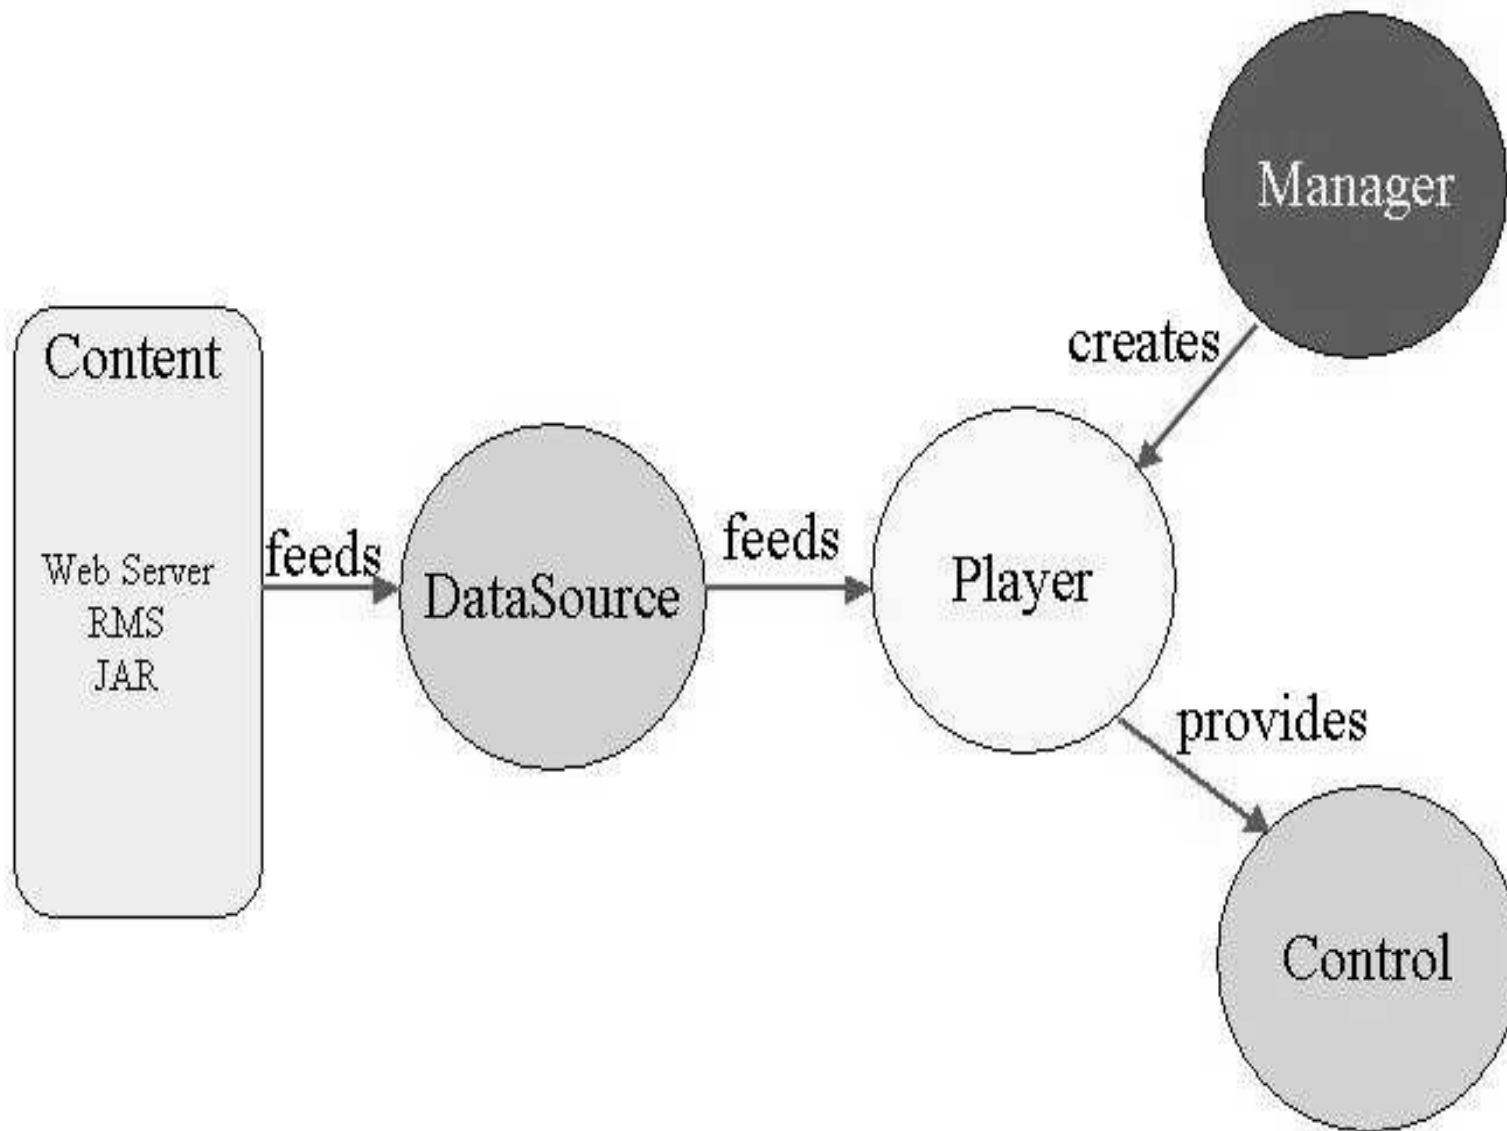 Manager
creates
Content
feeds
feeds
Web Server
RMS
JAR
DataSource
Player
provides
Control